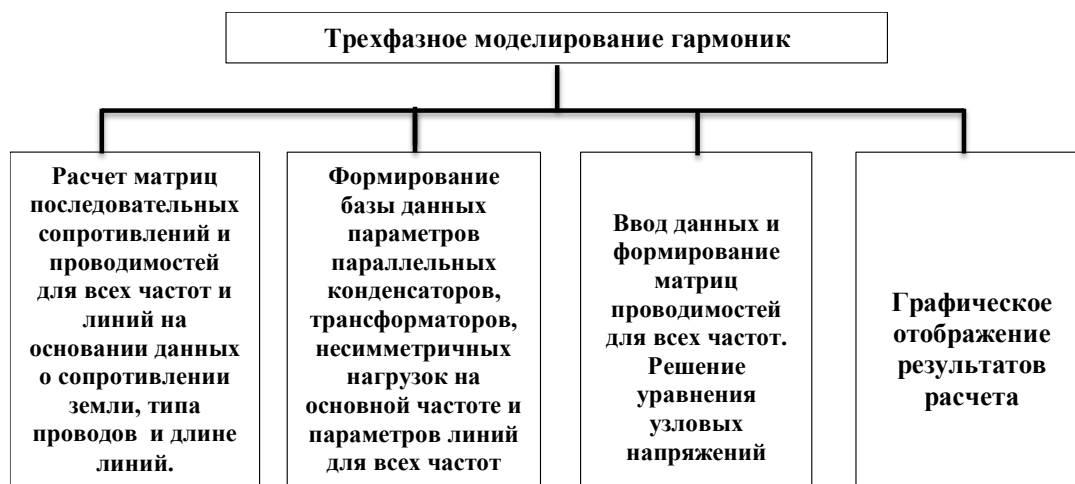 Трехфазное моделирование гармоник
Расчет матриц
последовательных
сопротивлений и
проводимостей
для всех частот и
линий на
основании данных
о сопротивлении
земли, типа
проводов и длине
линий.
Формирование
базы данных
параметров
параллельных
конденсаторов,
трансформаторов,
несимметричных
нагрузок на
основной частоте и
параметров линий
для всех частот
Ввод данных и
формирование
матриц
проводимостей
для всех частот.
Решение
уравнения
узловых
напряжений
Графическое
отображение
результатов
расчета